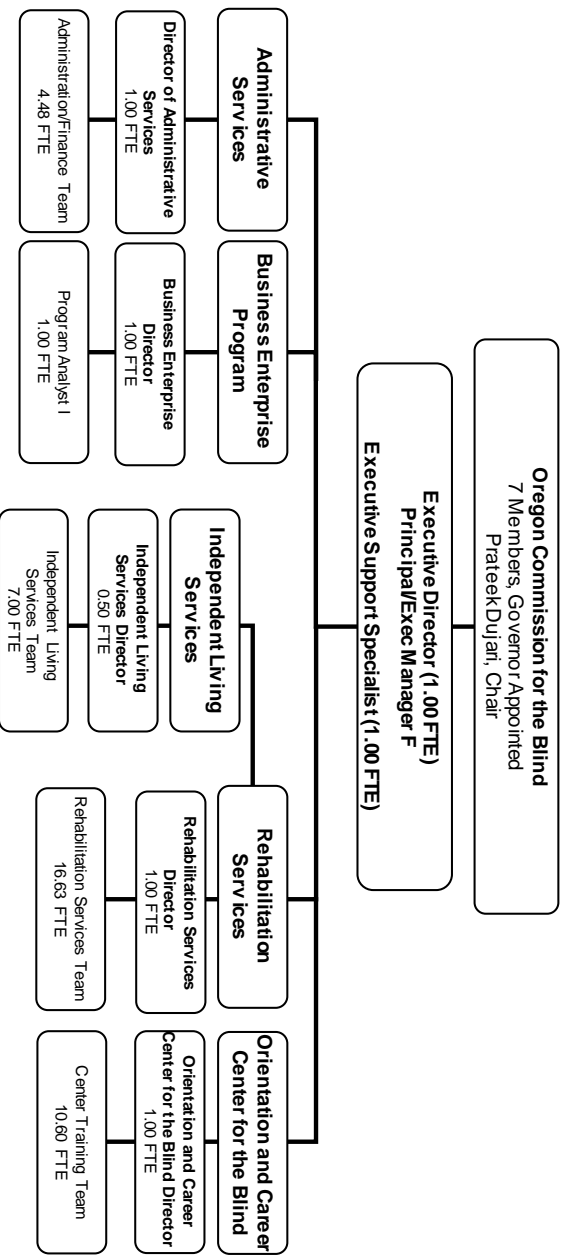 Oregon Commission for the Blind
7 Members, Governor Appointed
Prateek Dujari, Chair
Executive Director (1.00 FTE)
Principal/Exec Manager F
Executive Support Specialist (1.00 FTE)
Administrative
Services
Director of Administrative
Services
1.00 FTE
Administration/Finance Team
4.48 FTE
Business Enterprise
Program
Business Enterprise
Director
1.00 FTE
Program Analyst I
1.00 FTE
Independent Living
Services
Independent Living
Services Director
0.50 FTE
Independent Living
Services Team
7.00 FTE
Rehabilitation
Services
Rehabilitation Services
Director
1.00 FTE
Rehabilitation Services Team
16.63 FTE
Orientation and Career
Center for the Blind
Orientation and Career
Center for the Blind Director
1.00 FTE
Center Training Team
10.60 FTE